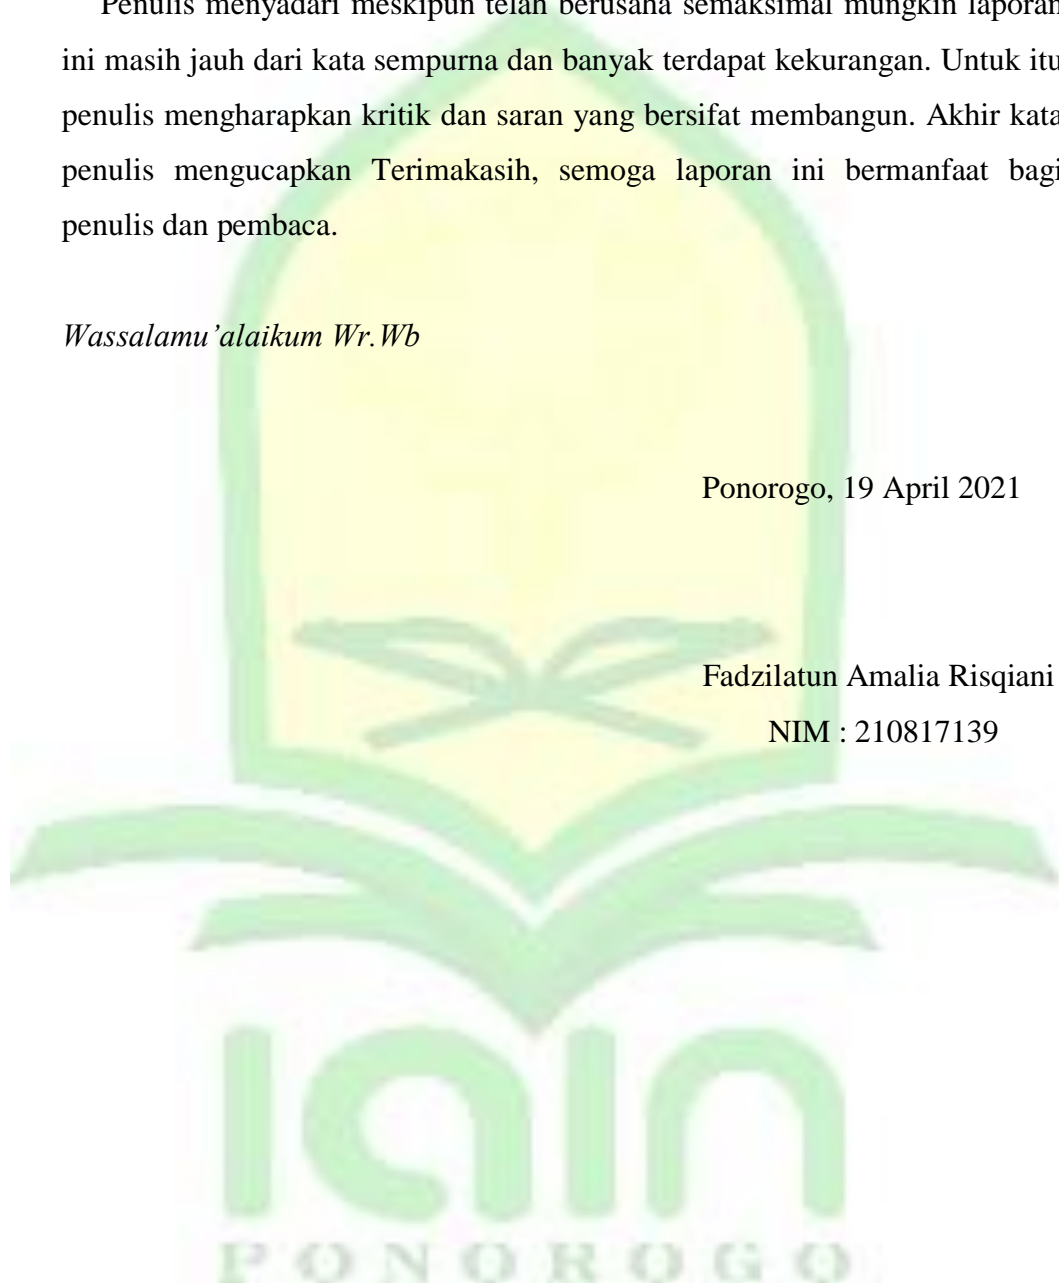 Penulis menyadari meskipun telah berusaha semaksimal mungkin laporan
ini masih jauh dari kata sempurna dan banyak terdapat kekurangan. Untuk itu
penulis mengharapkan kritik dan saran yang bersifat membangun. Akhir kata
penulis mengucapkan Terimakasih, semoga laporan ini bermanfaat bagi
penulis dan pembaca.
Wassalamu’alaikum Wr.Wb
Ponorogo, 19 April 2021
Fadzilatun Amalia Risqiani
NIM : 210817139
iain
PONOROGO